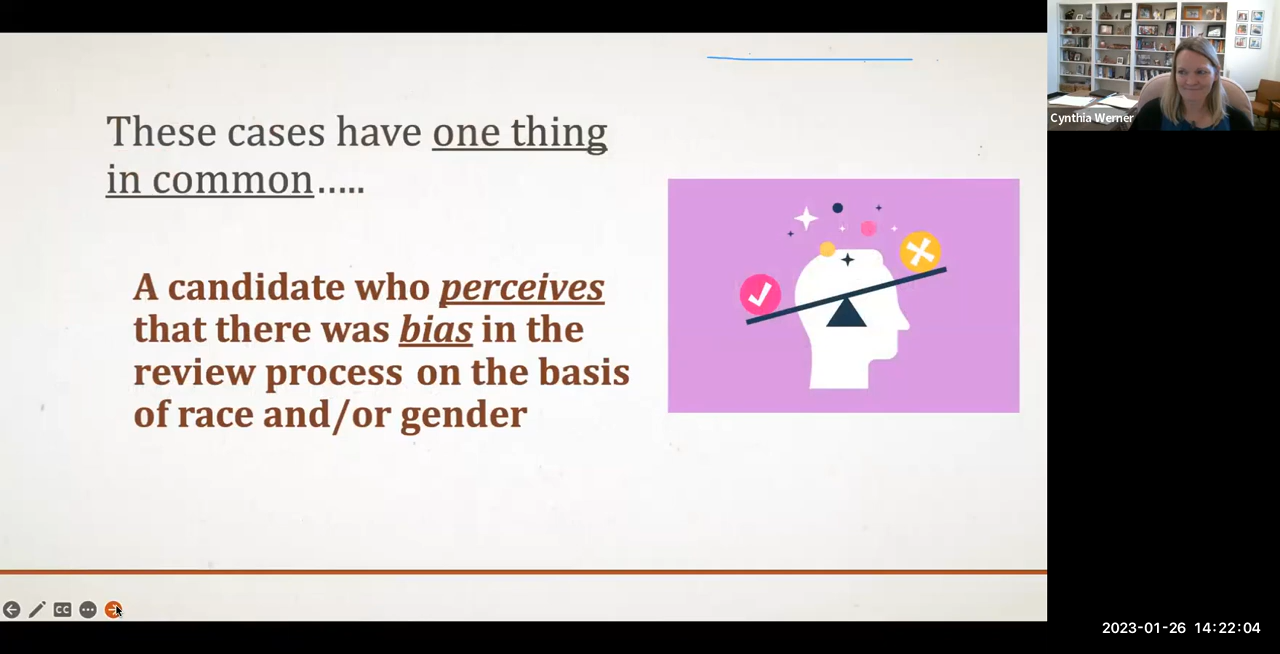 These cases have one thing
in common.....
A candidate who perceives
that there was bias in the
review process on the basis
of race and/or gender
Cynthia Werner
CC
2023-01-26 14:22:04